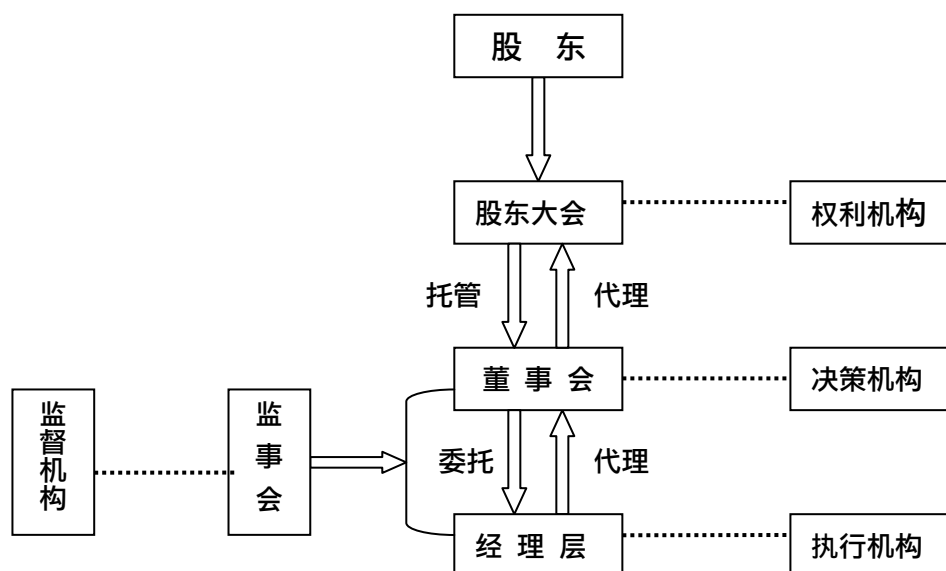 股 东
股东大会
权利机构
托管
代理
董 事 会
决策机构
监督机构
监事会
委托
代理
经 理 层
执行机构